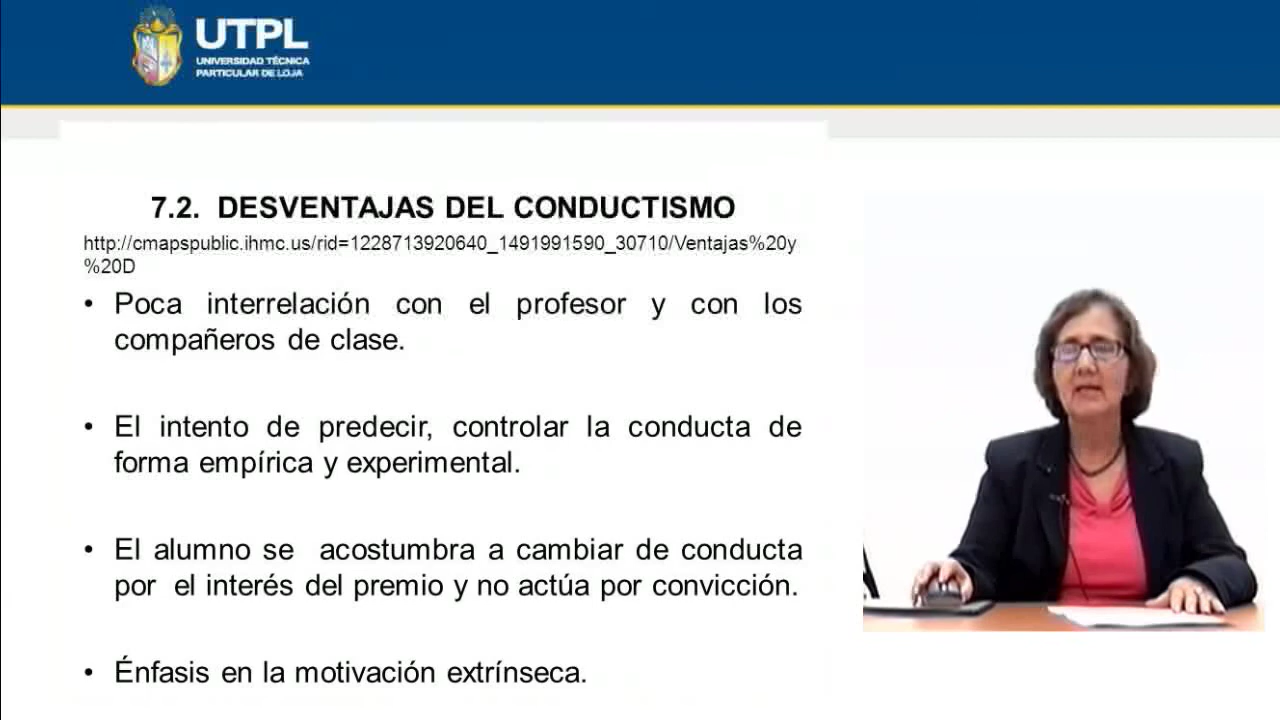 UTPL
UNIVERSIDAD TÉCNICA
PARTICULAR DE LOJA
7.2. DESVENTAJAS DEL CONDUCTISMO
http://cmapspublic.ihmc.us/rid=1228713920640_1491991590_30710/Ventajas%20y
%20D
• Poca interrelación con el profesor y con los
compañeros de clase.
• El intento de predecir, controlar la conducta de
forma empírica y experimental.
• El alumno se acostumbra a cambiar de conducta
por el interés del premio y no actúa por convicción.
• Énfasis en la motivación extrínseca.